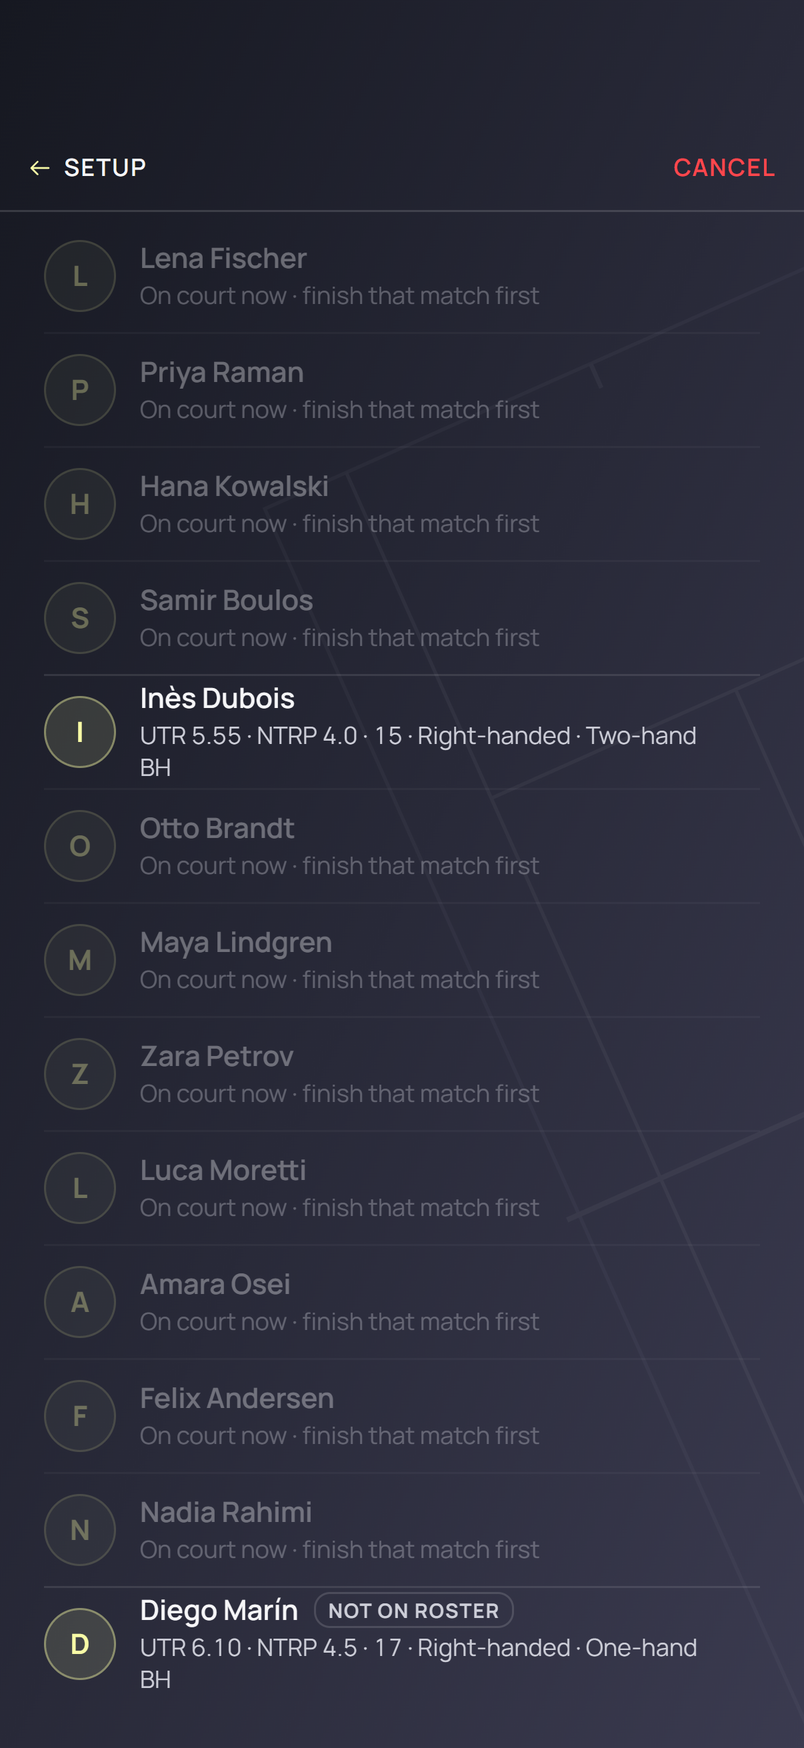 ← SETUP
CANCEL
L
Lena Fischer
On court now · finish that match first
P
Priya Raman
On court now · finish that match first
H
Hana Kowalski
On court now · finish that match first
S
Samir Boulos
On court now · finish that match first
I
Inès Dubois
UTR 5.55 · NTRP 4.0 · 15 · Right-handed · Two-hand
BH
O
Otto Brandt
On court now · finish that match first
M
Maya Lindgren
On court now · finish that match first
Z
Zara Petrov
On court now · finish that match first
L
Luca Moretti
On court now · finish that match first
A
Amara Osei
On court now · finish that match first
F
Felix Andersen
On court now · finish that match first
N
Nadia Rahimi
On court now · finish that match first
D
Diego Marín NOT ON ROSTER
UTR 6.10 · NTRP 4.5 · 17 · Right-handed · One-hand
BH